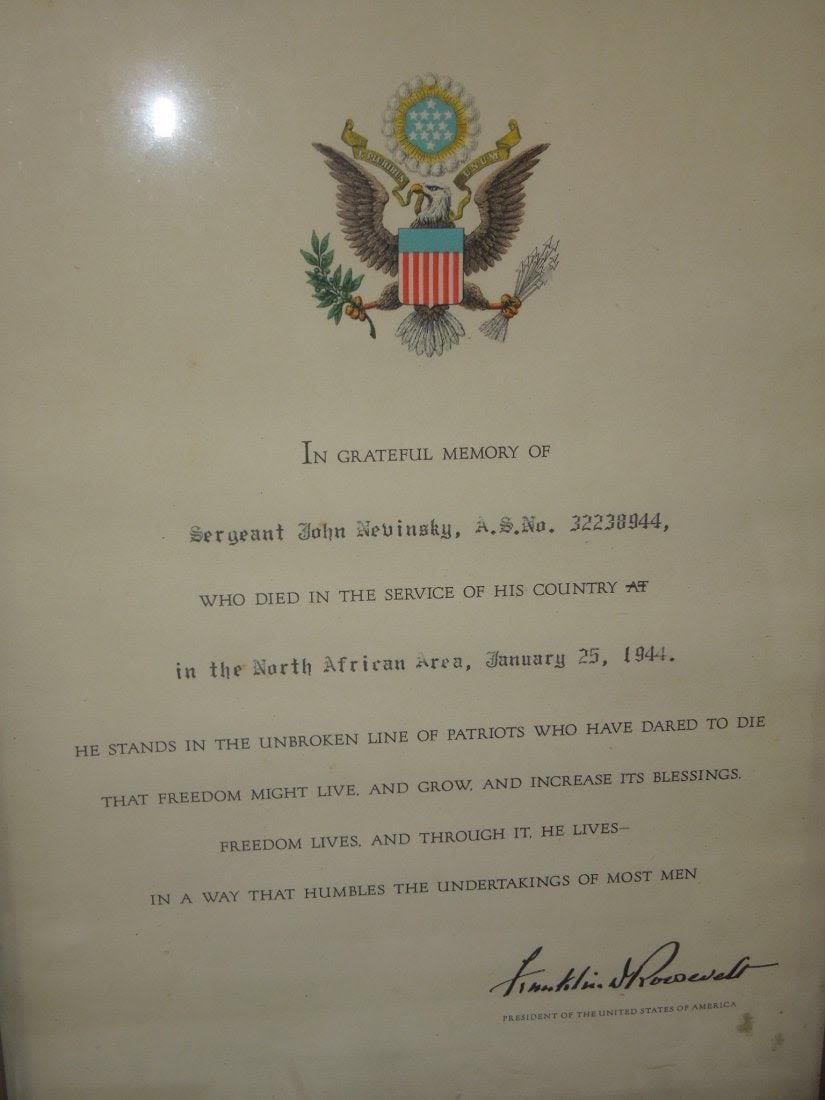 E PLURIBUS UNUM
IN GRATEFUL MEMORY OF
Sergeant John Nevinsky, A.S.No. 32238944,
WHO DIED IN THE SERVICE OF HIS COUNTRY AT
in the North African Area, January 25, 1944.
HE STANDS IN THE UNBROKEN LINE OF PATRIOTS WHO HAVE DARED TO DIE
THAT FREEDOM MIGHT LIVE, AND GROW, AND INCREASE ITS BLESSINGS.
FREEDOM LIVES, AND THROUGH IT, HE LIVES—
IN A WAY THAT HUMBLES THE UNDERTAKINGS OF MOST MEN
Franklin D Roosevelt
PRESIDENT OF THE UNITED STATES OF AMERICA